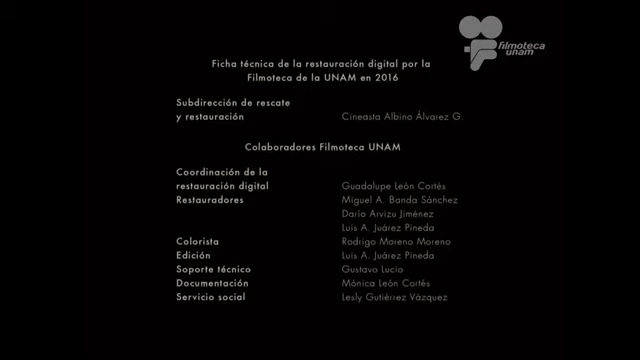 filmoteca
unam
Ficha técnica de la restauración digital por la
Filmoteca de la UNAM en 2016
Subdirección de rescate
y restauración Cineasta Albino Álvarez G.
Colaboradores Filmoteca UNAM
Coordinación de la
restauración digital Guadalupe León Cortés
Restauradores Miguel A. Banda Sánchez
Darío Arvizu Jiménez
Luis A. Juárez Pineda
Colorista Rodrigo Moreno Moreno
Edición Luis A. Juárez Pineda
Soporte técnico Gustavo Lucio
Documentación Mónica León Cortés
Servicio social Lesly Gutiérrez Vázquez